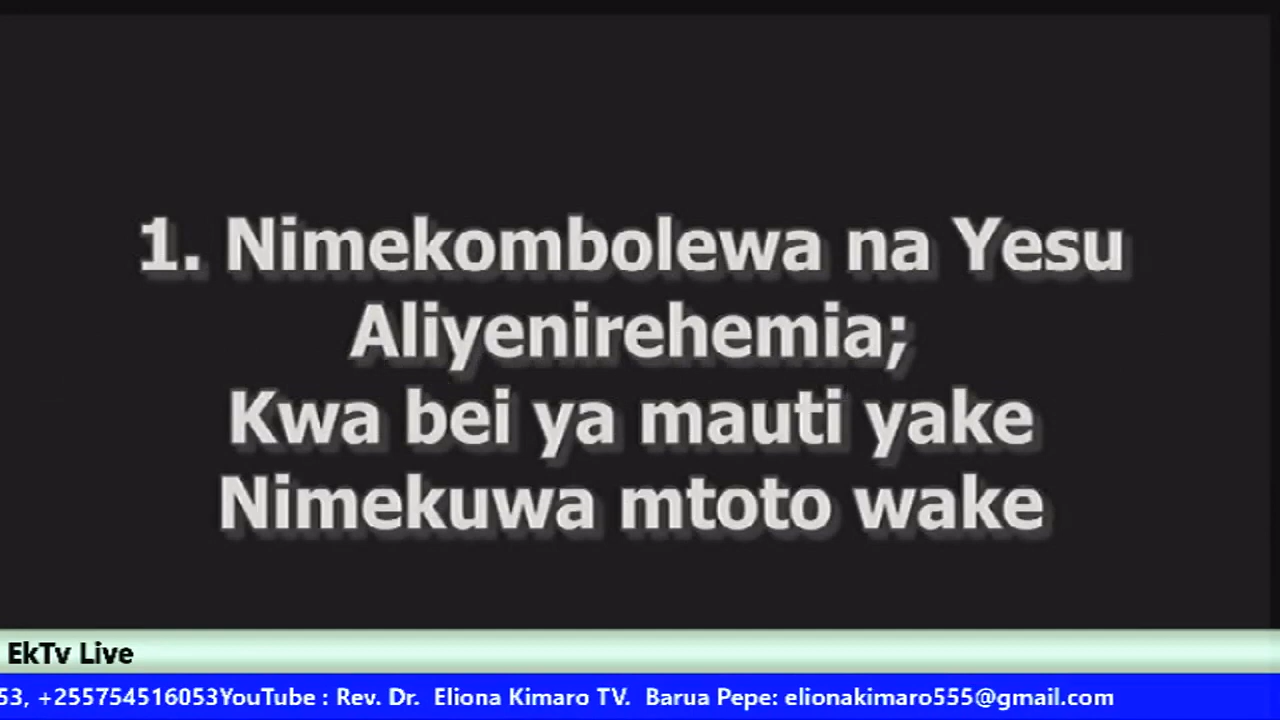 1. Nimekombolewa na Yesu
Aliyenirehemia;
Kwa bei ya mauti yake
Nimekuwa mtoto wake
EkTv Live
53, +255754516053YouTube : Rev. Dr. Eliona Kimaro TV. Barua Pepe: elionakimaro555@gmail.com